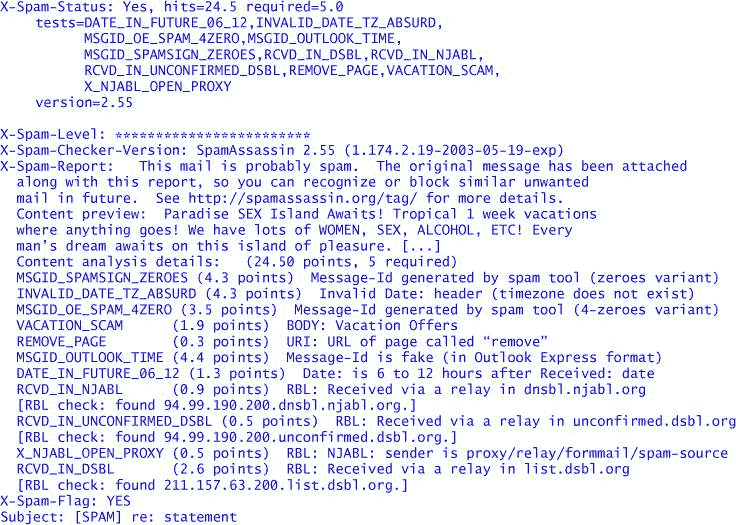 X-Spam-Status: Yes, hits=24.5 required=5.0
tests=DATE_IN_FUTURE_06_12,INVALID_DATE_TZ_ABSURD,
MSGID_OE_SPAM_4ZERO,MSGID_OUTLOOK_TIME,
MSGID_SPAMSIGN_ZEROES,RCVD_IN_DSBL,RCVD_IN_NJABL,
RCVD_IN_UNCONFIRMED_DSBL,REMOVE_PAGE,VACATION_SCAM,
X_NJABL_OPEN_PROXY
version=2.55
X-Spam-Level: ************************
X-Spam-Checker-Version: SpamAssassin 2.55 (1.174.2.19-2003-05-19-exp)
X-Spam-Report: This mail is probably spam. The original message has been attached
along with this report, so you can recognize or block similar unwanted
mail in future. See http://spamassassin.org/tag/ for more details.
Content preview: Paradise SEX Island Awaits! Tropical 1 week vacations
where anything goes! We have lots of WOMEN, SEX, ALCOHOL, ETC! Every
man’s dream awaits on this island of pleasure. [...]
Content analysis details: (24.50 points, 5 required)
MSGID_SPAMSIGN_ZEROES (4.3 points) Message-Id generated by spam tool (zeroes variant)
INVALID_DATE_TZ_ABSURD (4.3 points) Invalid Date: header (timezone does not exist)
MSGID_OE_SPAM_4ZERO (3.5 points) Message-Id generated by spam tool (4-zeroes variant)
VACATION_SCAM (1.9 points) BODY: Vacation Offers
REMOVE_PAGE (0.3 points) URI: URL of page called “remove”
MSGID_OUTLOOK_TIME (4.4 points) Message-Id is fake (in Outlook Express format)
DATE_IN_FUTURE_06_12 (1.3 points) Date: is 6 to 12 hours after Received: date
RCVD_IN_NJABL (0.9 points) RBL: Received via a relay in dnsbl.njabl.org
[RBL check: found 94.99.190.200.dnsbl.njabl.org.]
RCVD_IN_UNCONFIRMED_DSBL (0.5 points) RBL: Received via a relay in unconfirmed.dsbl.org
[RBL check: found 94.99.190.200.unconfirmed.dsbl.org.]
X_NJABL_OPEN_PROXY (0.5 points) RBL: NJABL: sender is proxy/relay/formmail/spam-source
RCVD_IN_DSBL (2.6 points) RBL: Received via a relay in list.dsbl.org
[RBL check: found 211.157.63.200.list.dsbl.org.]
X-Spam-Flag: YES
Subject: [SPAM] re: statement